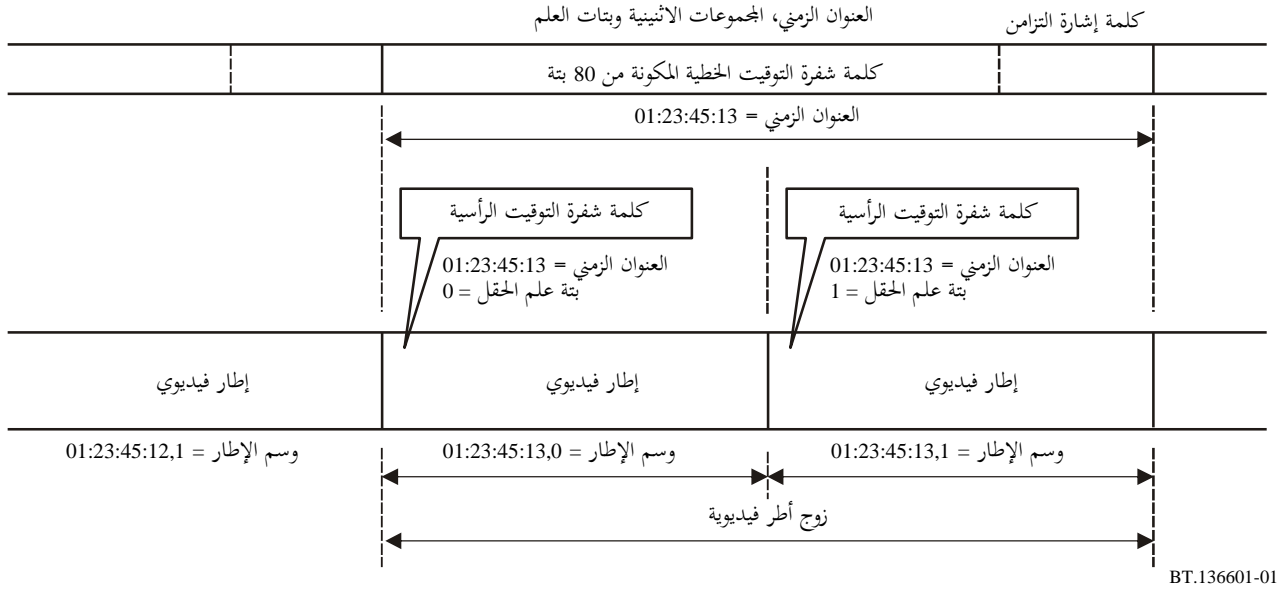 العنوان الزمني، المجموعات الاثنينية وبتات العلم
كلمة إشارة التزامن
كلمة شفرة التوقيت الخطية المكونة من 80 بتة
العنوان الزمني = 01:23:45:13
كلمة شفرة التوقيت الرأسية
كلمة شفرة التوقيت الرأسية
العنوان الزمني = 01:23:45:13
بتة علم الحقل = 0
العنوان الزمني = 01:23:45:13
بتة علم الحقل = 1
إطار فيديوي
إطار فيديوي
إطار فيديوي
وسم الإطار = 01:23:45:12,1
وسم الإطار = 01:23:45:13,0
وسم الإطار = 01:23:45:13,1
زوج أطر فيديوية
BT.136601-01